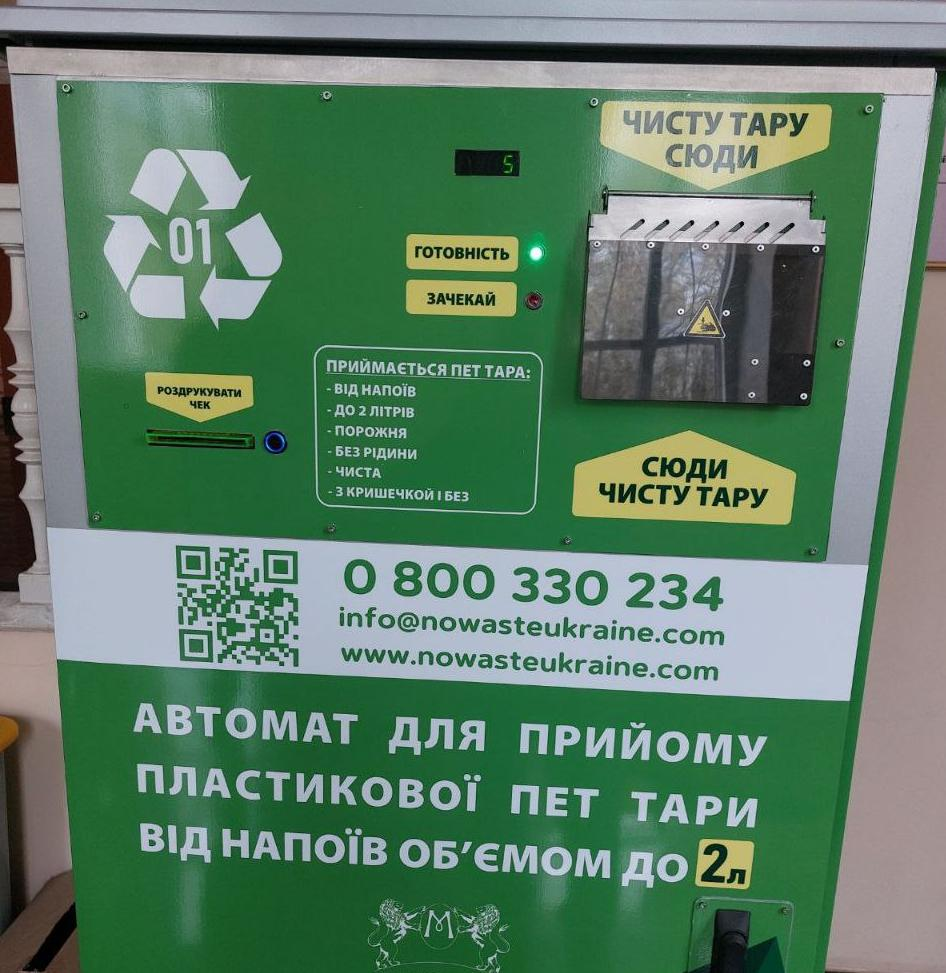 ЧИСТУ ТАРУ
СЮДИ
5
01
ГОТОВНІСТЬ
ЗАЧЕКАЙ
РОЗДРУКУВАТИ
ЧЕК
ПРИЙМАЄТЬСЯ ПЕТ ТАРА:
- ВІД НАПОЇВ
- ДО 2 ЛІТРІВ
- ПОРОЖНЯ
- БЕЗ РІДИНИ
- ЧИСТА
- З КРИШЕЧКОЙ І БЕЗ
СЮДИ
ЧИСТУ ТАРУ
0 800 330 234
info@nowasteukraine.com
www.nowasteukraine.com
АВТОМАТ ДЛЯ ПРИЙОМУ
ПЛАСТИКОВОЇ ПЕТ ТАРИ
ВІД НАПОЇВ ОБ'ЄМОМ ДО 2л
М